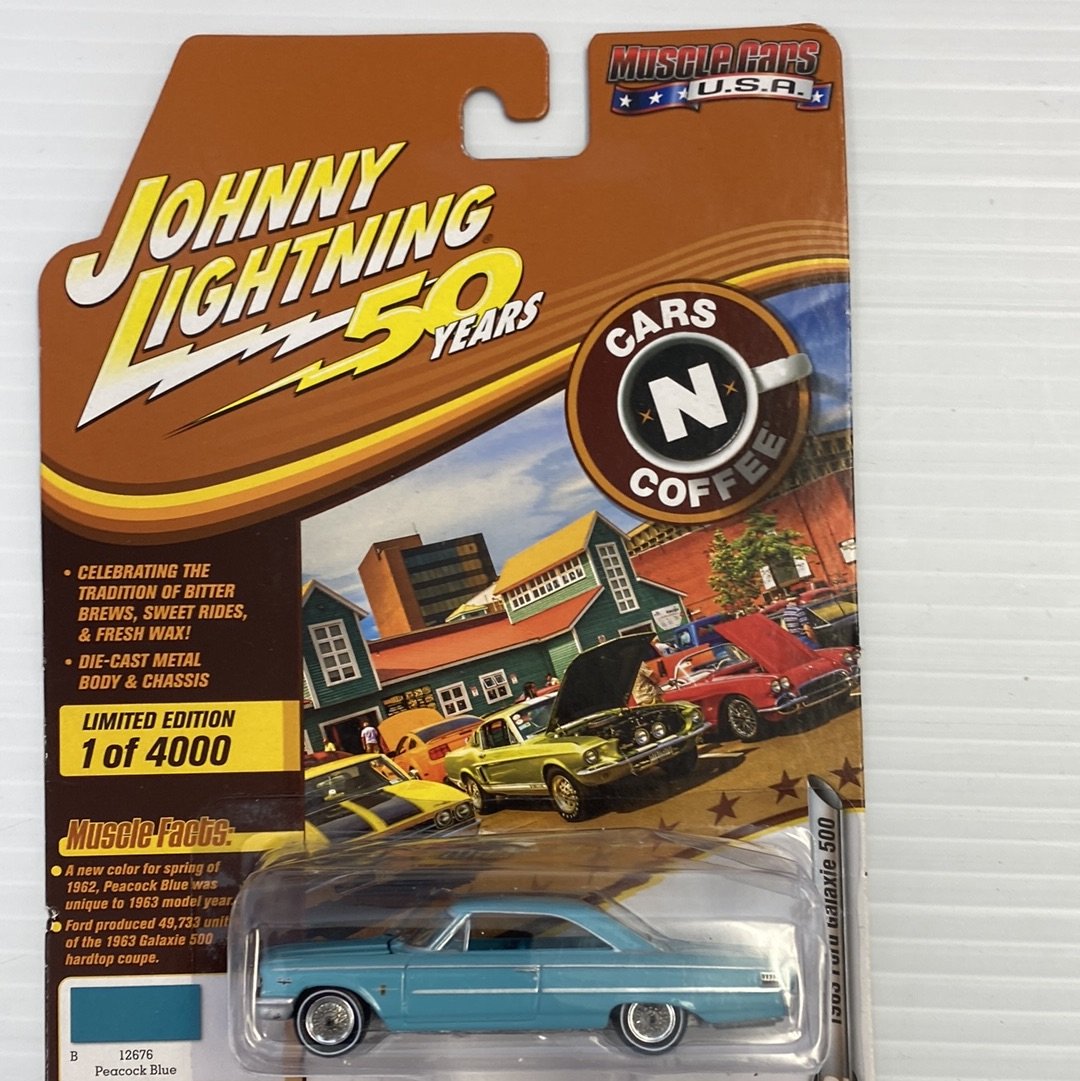 Muscle Cars
U.S.A.
JOHNNY
LIGHTNING®
50
YEARS
CARS
N
COFFEE
• CELEBRATING THE
TRADITION OF BITTER
BREWS, SWEET RIDES,
& FRESH WAX!
• DIE-CAST METAL
BODY & CHASSIS
LIMITED EDITION
1 of 4000
Muscle Facts:
• A new color for spring of
1962, Peacock Blue was
unique to 1963 model year.
• Ford produced 49,733 unit
of the 1963 Galaxie 500
hardtop coupe.
1963 Ford Galaxie 500
B 12676
Peacock Blue